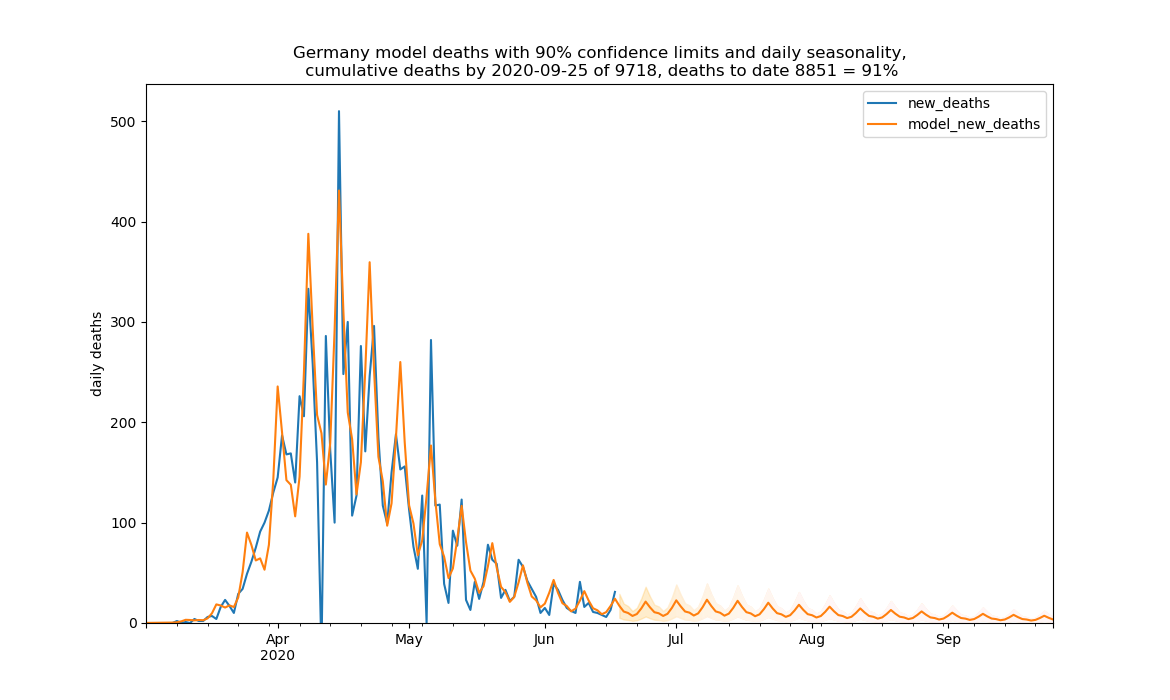 Germany model deaths with 90% confidence limits and daily seasonality,
cumulative deaths by 2020-09-25 of 9718, deaths to date 8851 = 91%
new_deaths
model_new_deaths
500
400
300
200
100
0
daily deaths
Apr
2020
May
Jun
Jul
Aug
Sep